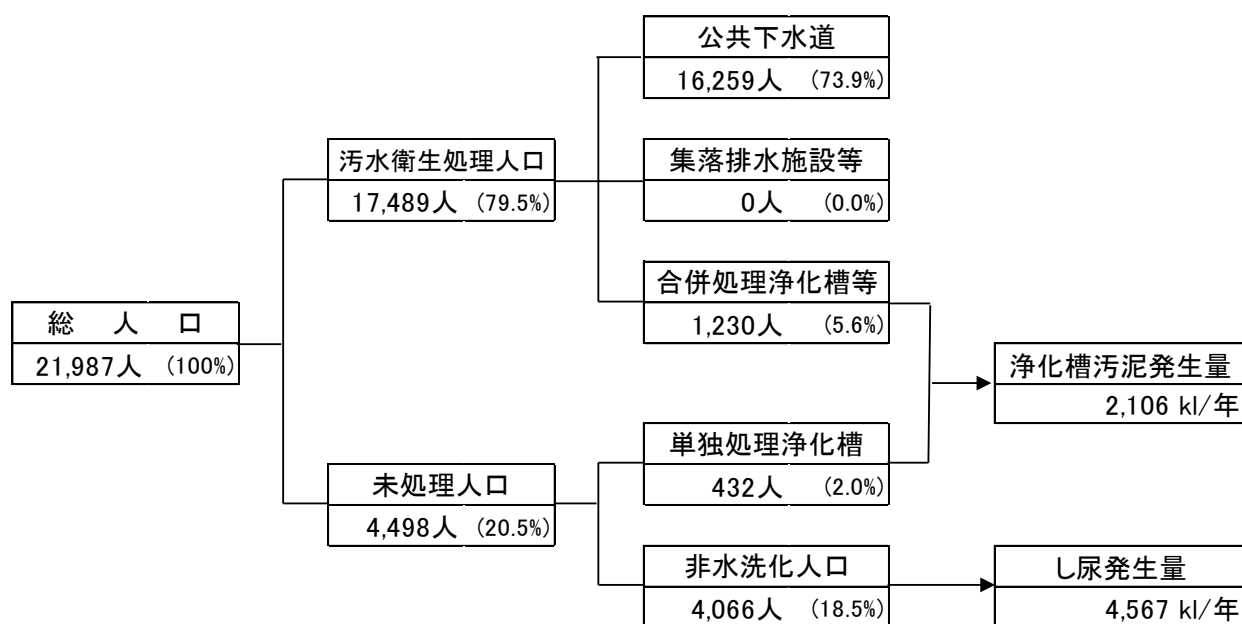 公共下水道
16,259人 (73.9%)
汚水衛生処理人口
17,489人 (79.5%)
集落排水施設等
0人 (0.0%)
合併処理浄化槽等
1,230人 (5.6%)
総 人 口
21,987人 (100%)
浄化槽汚泥発生量
2,106 kl/年
単独処理浄化槽
432人 (2.0%)
未処理人口
4,498人 (20.5%)
非水洗化人口
4,066人 (18.5%)
し尿発生量
4,567 kl/年